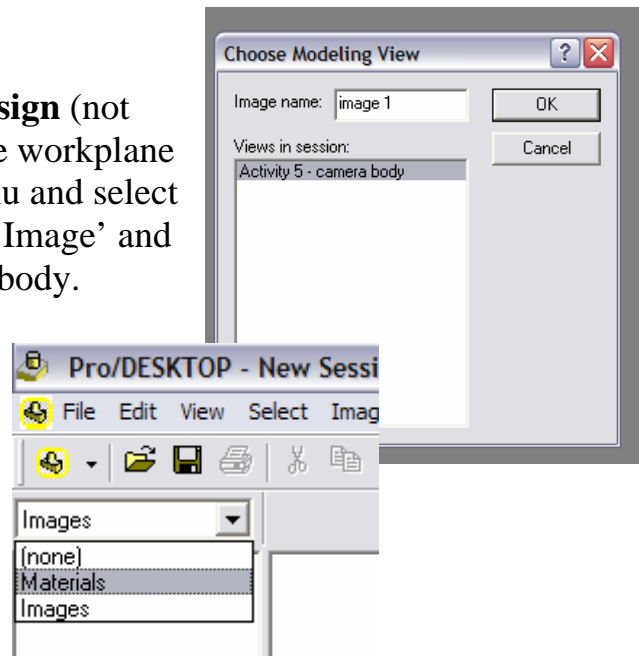 sign (not
e workplane
u and select
Image’ and
body.
Choose Modeling View
Image name: image 1
OK
Views in session:
Cancel
Activity 5 - camera body
Pro/DESKTOP - New Sessi
File Edit View Select Imag
Images
(none)
Materials
Images